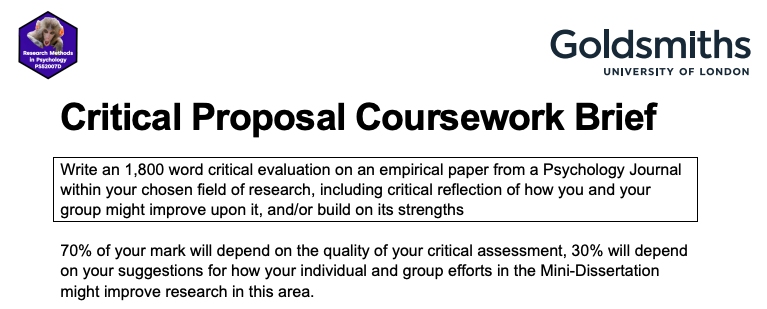 Research Methods
in Psychology
PS52007D
Goldsmiths
UNIVERSITY OF LONDON
Critical Proposal Coursework Brief
Write an 1,800 word critical evaluation on an empirical paper from a Psychology Journal
within your chosen field of research, including critical reflection of how you and your
group might improve upon it, and/or build on its strengths
70% of your mark will depend on the quality of your critical assessment, 30% will depend
on your suggestions for how your individual and group efforts in the Mini-Dissertation
might improve research in this area.